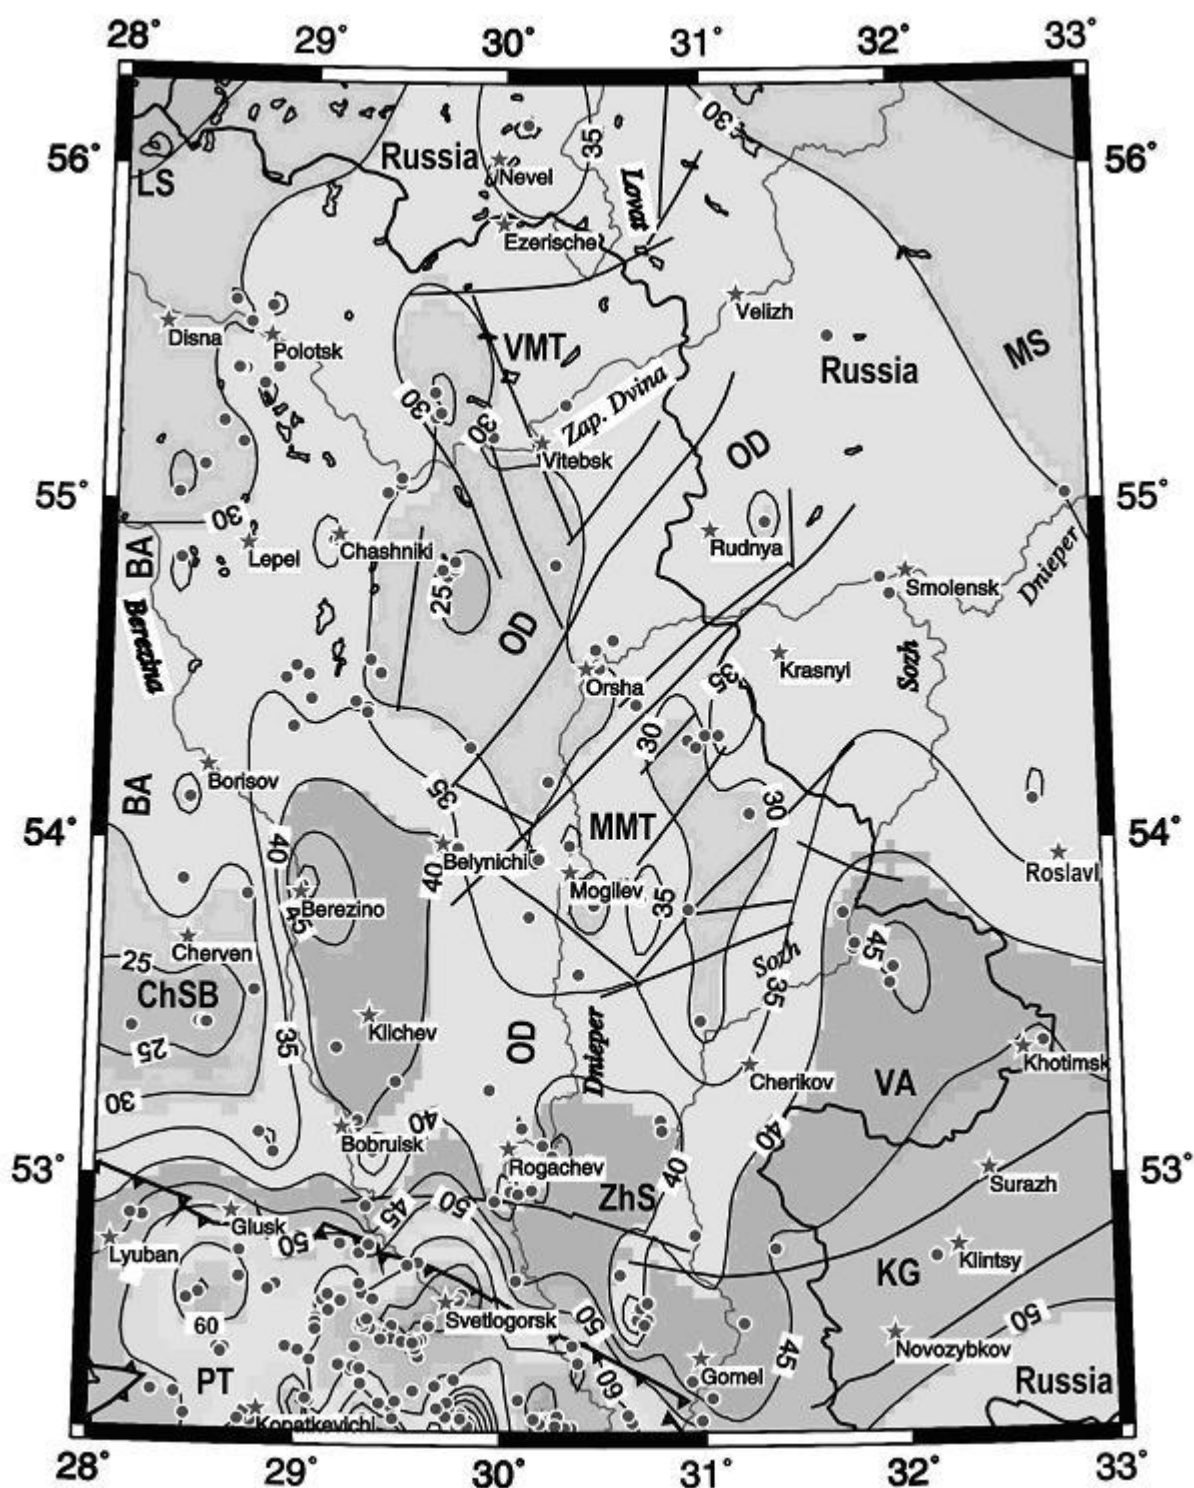 28° 29° 30° 31° 32° 33°
30
35
56° Russia 56°
LS Nevel
Lovat Russia
Ezerische
Velizh
Disna
Polotsk VMT MS
Russia
30 Zap. Dvina
30
OD
Vitebsk
55° 55°
30
BA Lepel Chashniki Rudnya
Dnieper
25 Smolensk
Berezina OD
Krasnyi Sozh
Orsha 35
30
Borisov
BA 35 30
54° MMT 54°
40 Belynichi
40 Roslavl
Mogilev
45 Berezino 35
Cherven 45
25 Sozh
ChSB 35
Klichev
25 35 OD Dnieper
Khotimsk
Cherikov VA
30
40
Bobruisk 40
53° Rogachev 40 53°
ZhS Surazh
45 50
Glusk
50
Lyuban Klintsy
KG
60 Svetlogorsk 50 50
Novozybkov
45
PT Gomel
60 Russia
Kopatkevichi
28° 29° 30° 31° 32° 33°